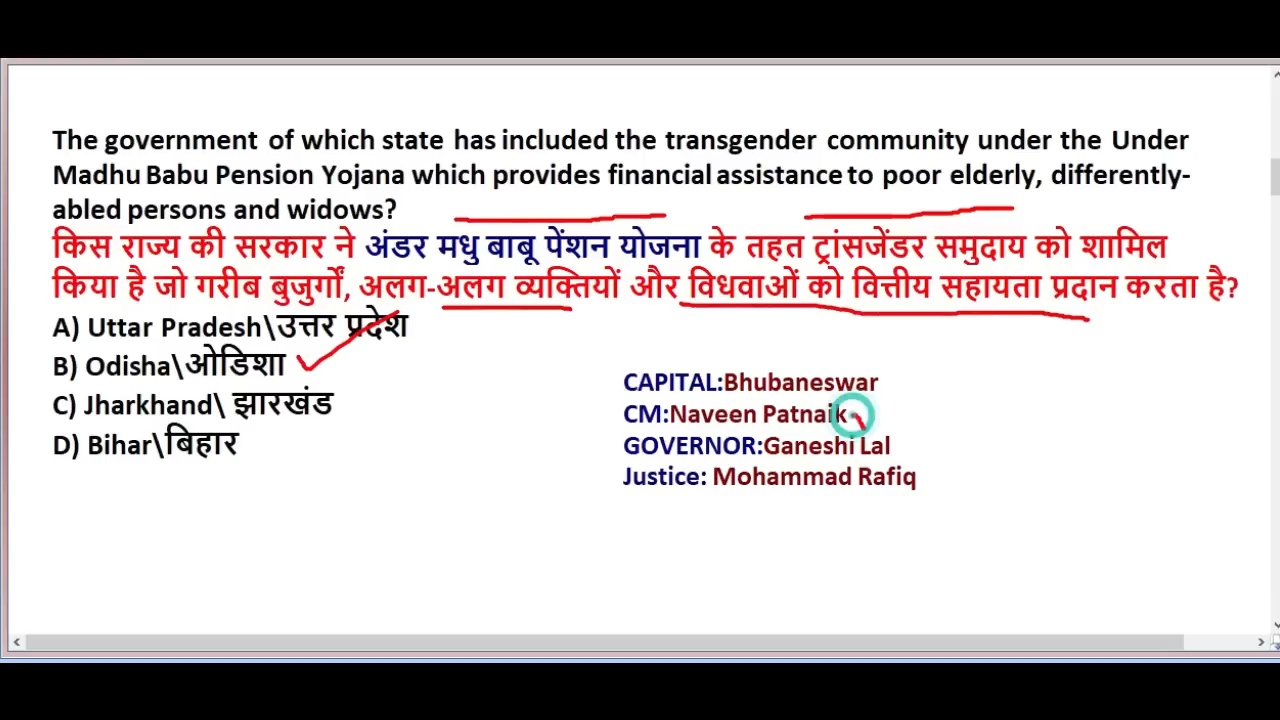 The government of which state has included the transgender community under the Under
Madhu Babu Pension Yojana which provides financial assistance to poor elderly, differently-
abled persons and widows?
किस राज्य की सरकार ने अंडर मधु बाबू पेंशन योजना के तहत ट्रांसजेंडर समुदाय को शामिल
किया है जो गरीब बुजुर्गों, अलग-अलग व्यक्तियों और विधवाओं को वित्तीय सहायता प्रदान करता है?
A) Uttar Pradesh\उत्तर प्रदेश
B) Odisha\ओडिशा
C) Jharkhand\ झारखंड
D) Bihar\बिहार
CAPITAL:Bhubaneswar
CM:Naveen Patnaik
GOVERNOR:Ganeshi Lal
Justice: Mohammad Rafiq